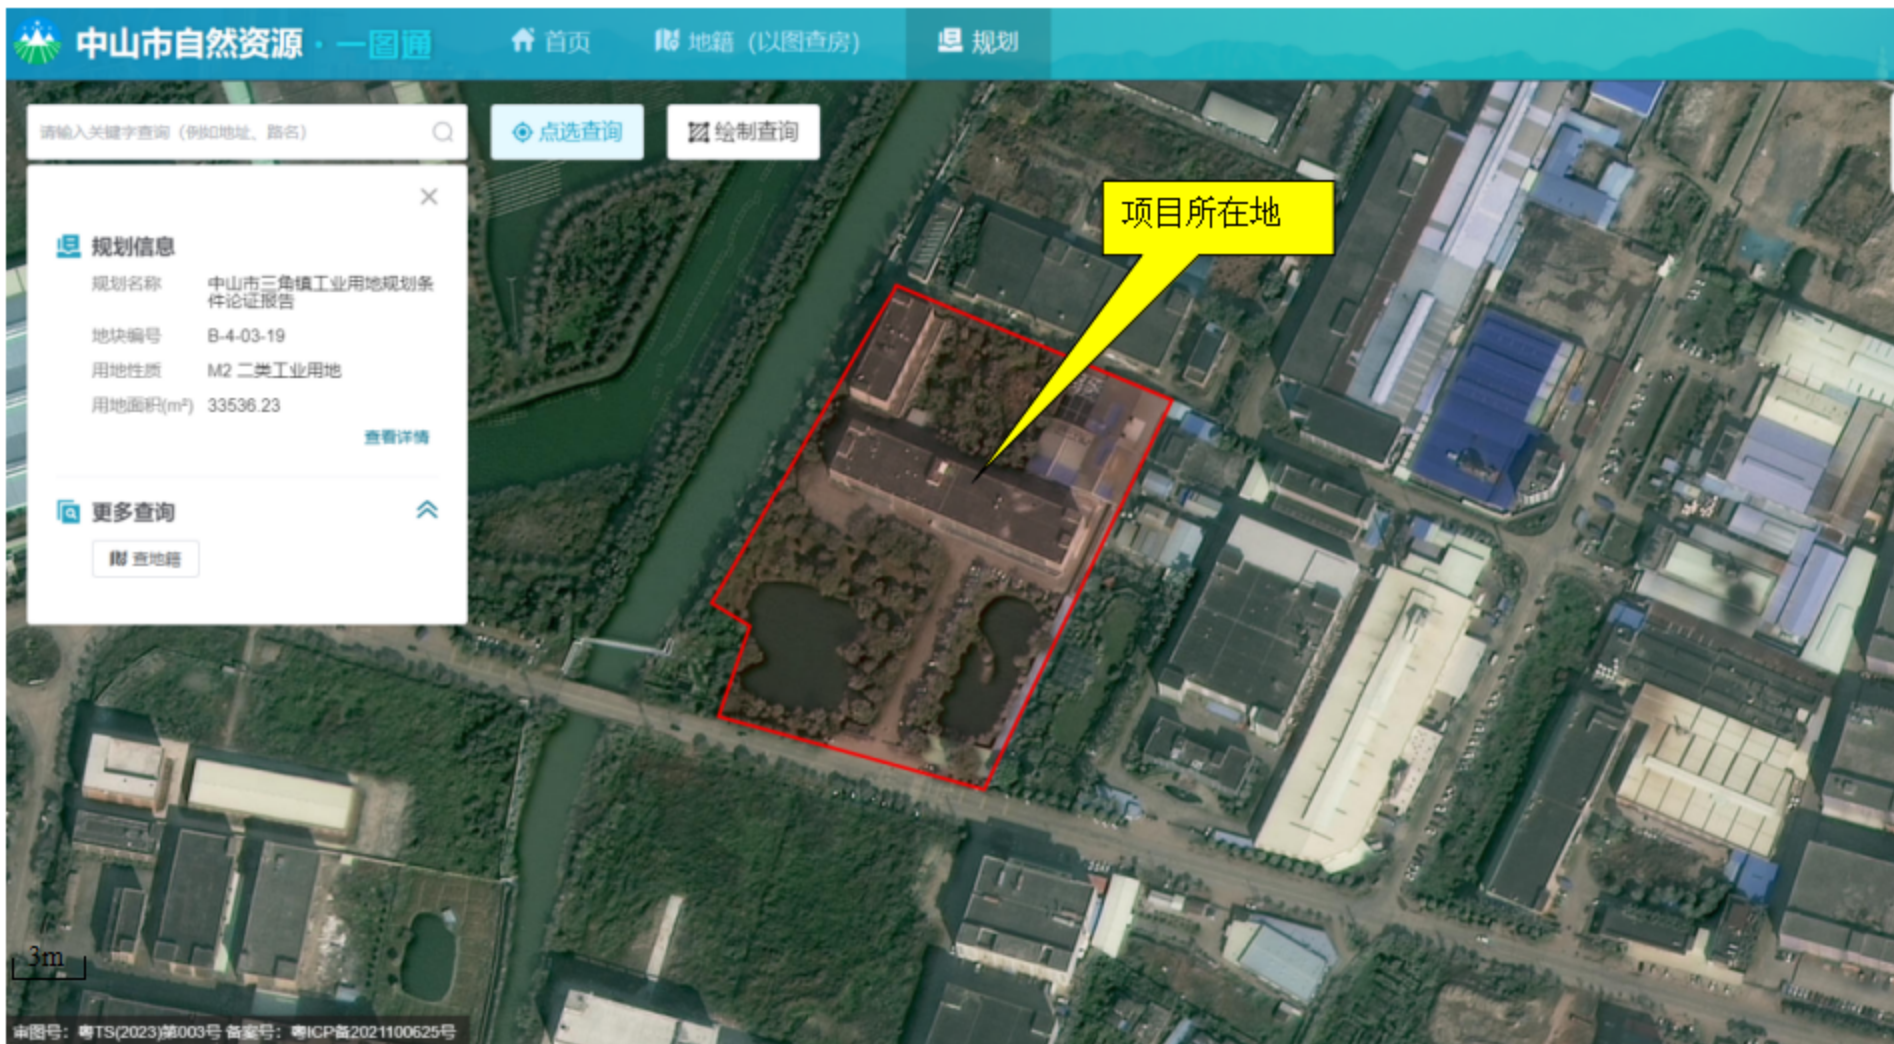 中山市自然资源·一图通
首页
地籍（以图查房）
规划
请输入关键字查询（例如地址、路名）
点选查询
绘制查询
项目所在地
规划信息
规划名称 中山市三角镇工业用地规划条
件论证报告
地块编号 B-4-03-19
用地性质 M2 二类工业用地
用地面积(m²) 33536.23
查看详情
更多查询
查地籍
3m
审图号：粤TS(2023)第003号 备案号：粤ICP备2021100625号